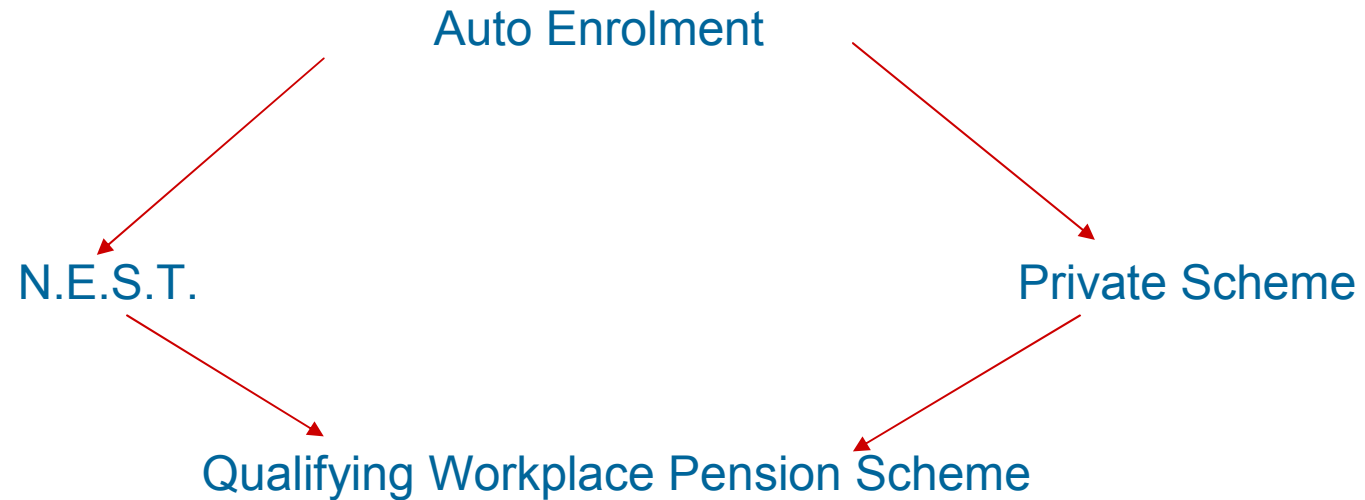 Auto Enrolment
N.E.S.T.
Private Scheme
Qualifying Workplace Pension Scheme